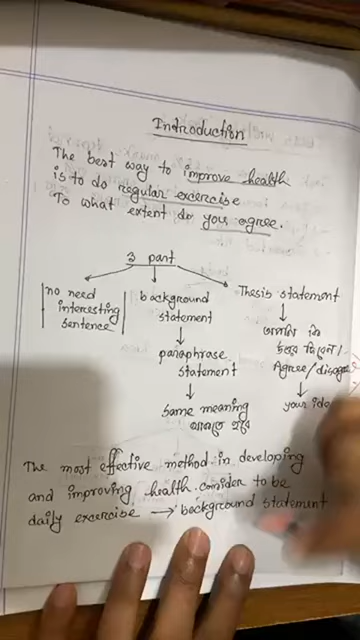 Introduction
The best way to improve health
is to do regular excercise
To what extent do you agree.
3 part
no need
interesting
sentence
background
statement
paraphrase
statement
same meaning
Thesis statement
Agree/disagree
your idea
The most effective method in developing
and improving health consider to be
daily excercise → background statement